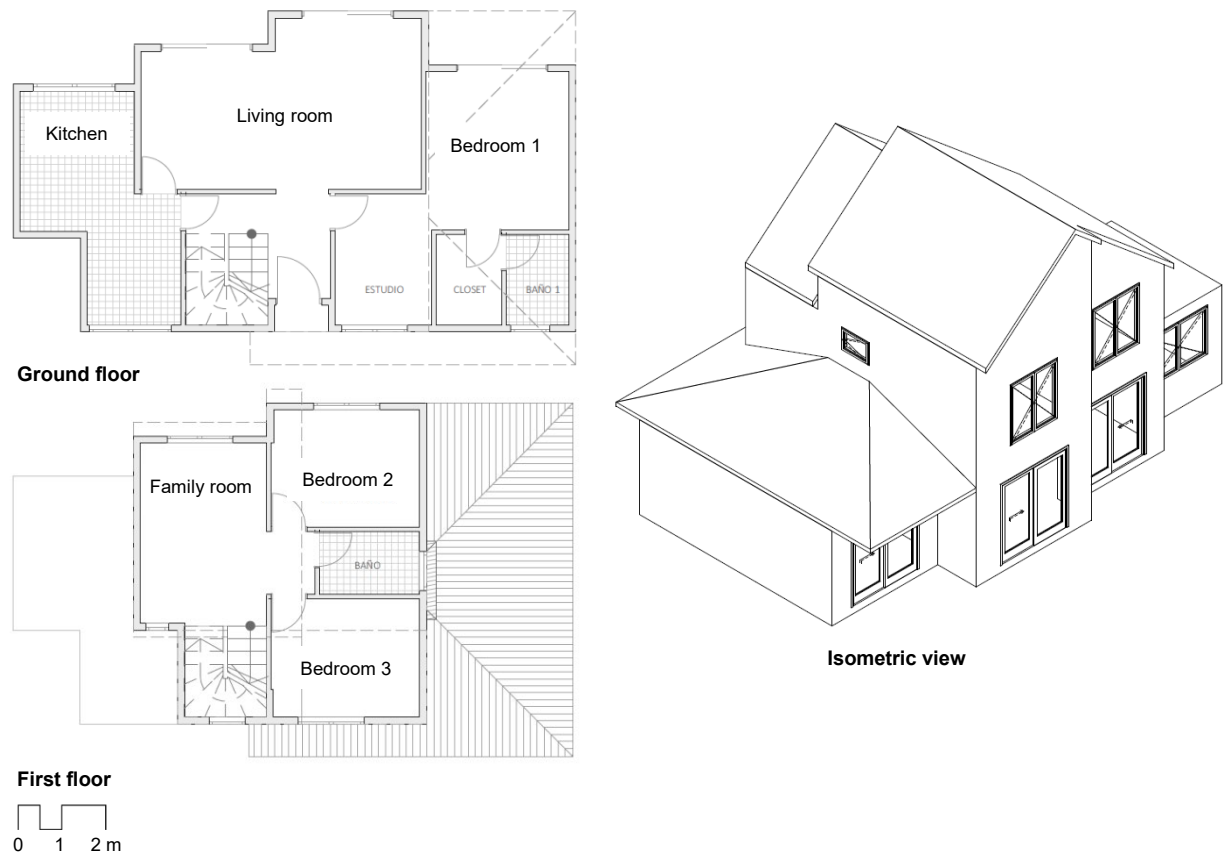 Living room
Kitchen
Bedroom 1
ESTUDIO
CLOSET
BAÑO 1
Ground floor
Bedroom 2
Family room
BAÑO
Bedroom 3
First floor
0 1 2 m
Isometric view